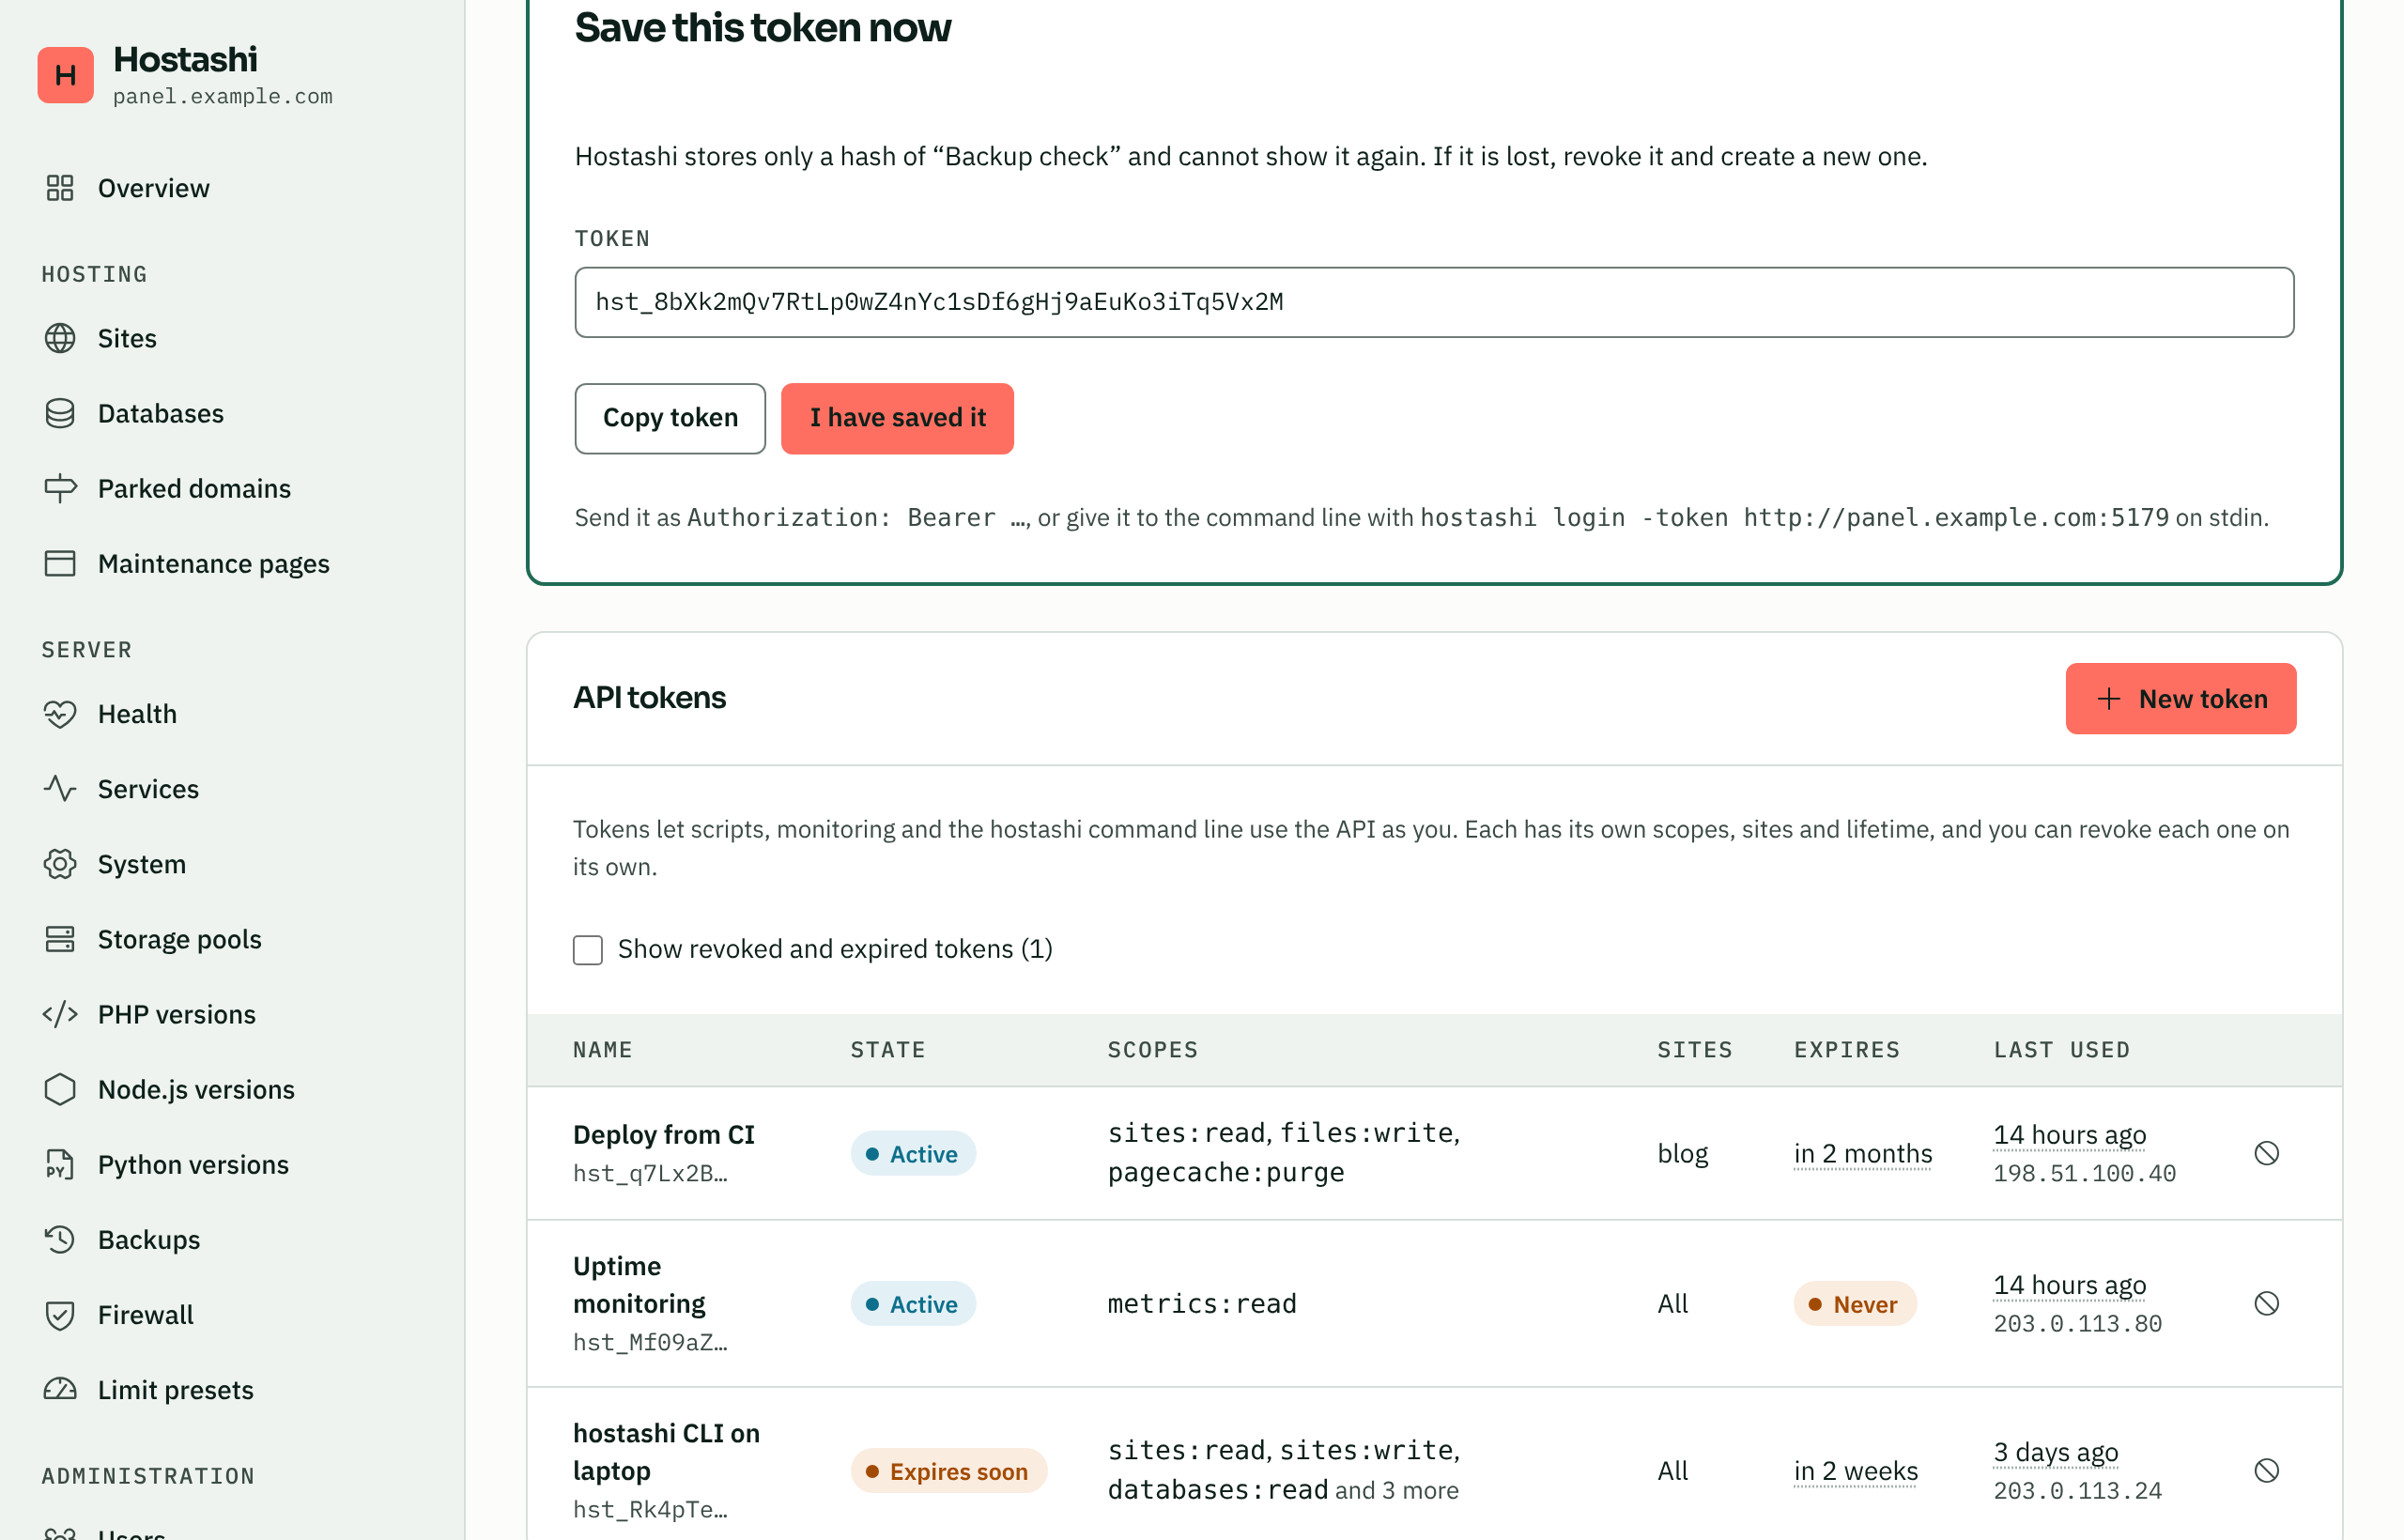 H
Hostashi
panel.example.com
Overview
HOSTING
Sites
Databases
Parked domains
Maintenance pages
SERVER
Health
Services
System
Storage pools
PHP versions
Node.js versions
PY
Python versions
Backups
Firewall
Limit presets
ADMINISTRATION
Users
Save this token now
Hostashi stores only a hash of “Backup check” and cannot show it again. If it is lost, revoke it and create a new one.
TOKEN
hst_8bXk2mQv7RtLp0wZ4nYc1sDf6gHj9aEuKo3iTq5Vx2M
Copy token
I have saved it
Send it as Authorization: Bearer …, or give it to the command line with hostashi login -token http://panel.example.com:5179 on stdin.
API tokens
New token
Tokens let scripts, monitoring and the hostashi command line use the API as you. Each has its own scopes, sites and lifetime, and you can revoke each one on
its own.
Show revoked and expired tokens (1)
NAME STATE SCOPES SITES EXPIRES LAST USED
Deploy from CI
hst_q7Lx2B…
Active
sites:read, files:write,
pagecache:purge
blog
in 2 months
14 hours ago
198.51.100.40
Uptime
monitoring
hst_Mf09aZ…
Active
metrics:read
All
Never
14 hours ago
203.0.113.80
hostashi CLI on
laptop
hst_Rk4pTe…
Expires soon
sites:read, sites:write,
databases:read and 3 more
All
in 2 weeks
3 days ago
203.0.113.24